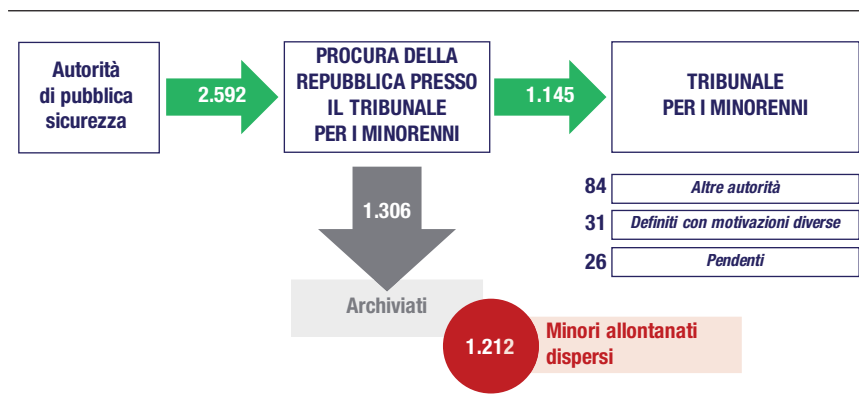 Autorità
di pubblica
sicurezza
2.592
PROCURA DELLA
REPUBBLICA PRESSO
IL TRIBUNALE
PER I MINORENNI
1.145
TRIBUNALE
PER I MINORENNI
84 Altre autorità
31 Definiti con motivazioni diverse
26 Pendenti
1.306
Archiviati
1.212
Minori allontanati
dispersi